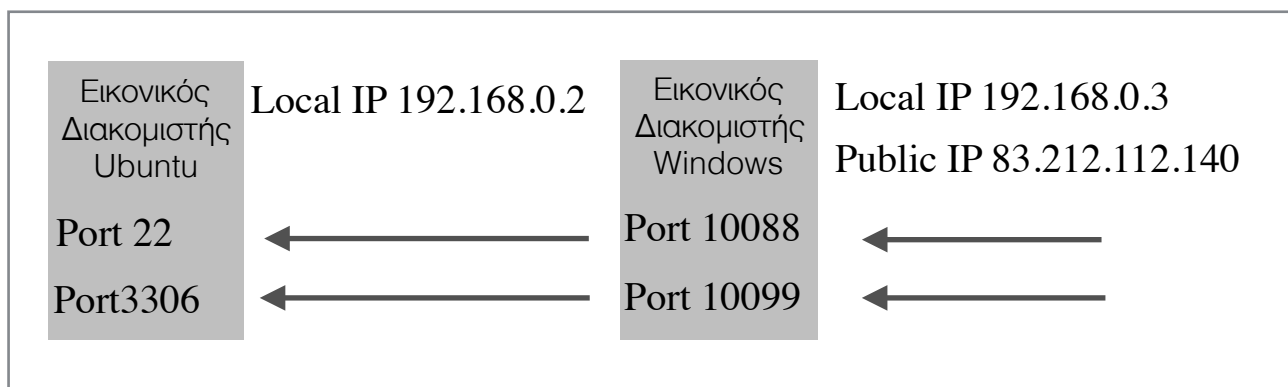 Εικονικός
Διακομιστής
Ubuntu
Local IP 192.168.0.2
Port 22
Port3306
Εικονικός
Διακομιστής
Windows
Local IP 192.168.0.3
Public IP 83.212.112.140
Port 10088
Port 10099